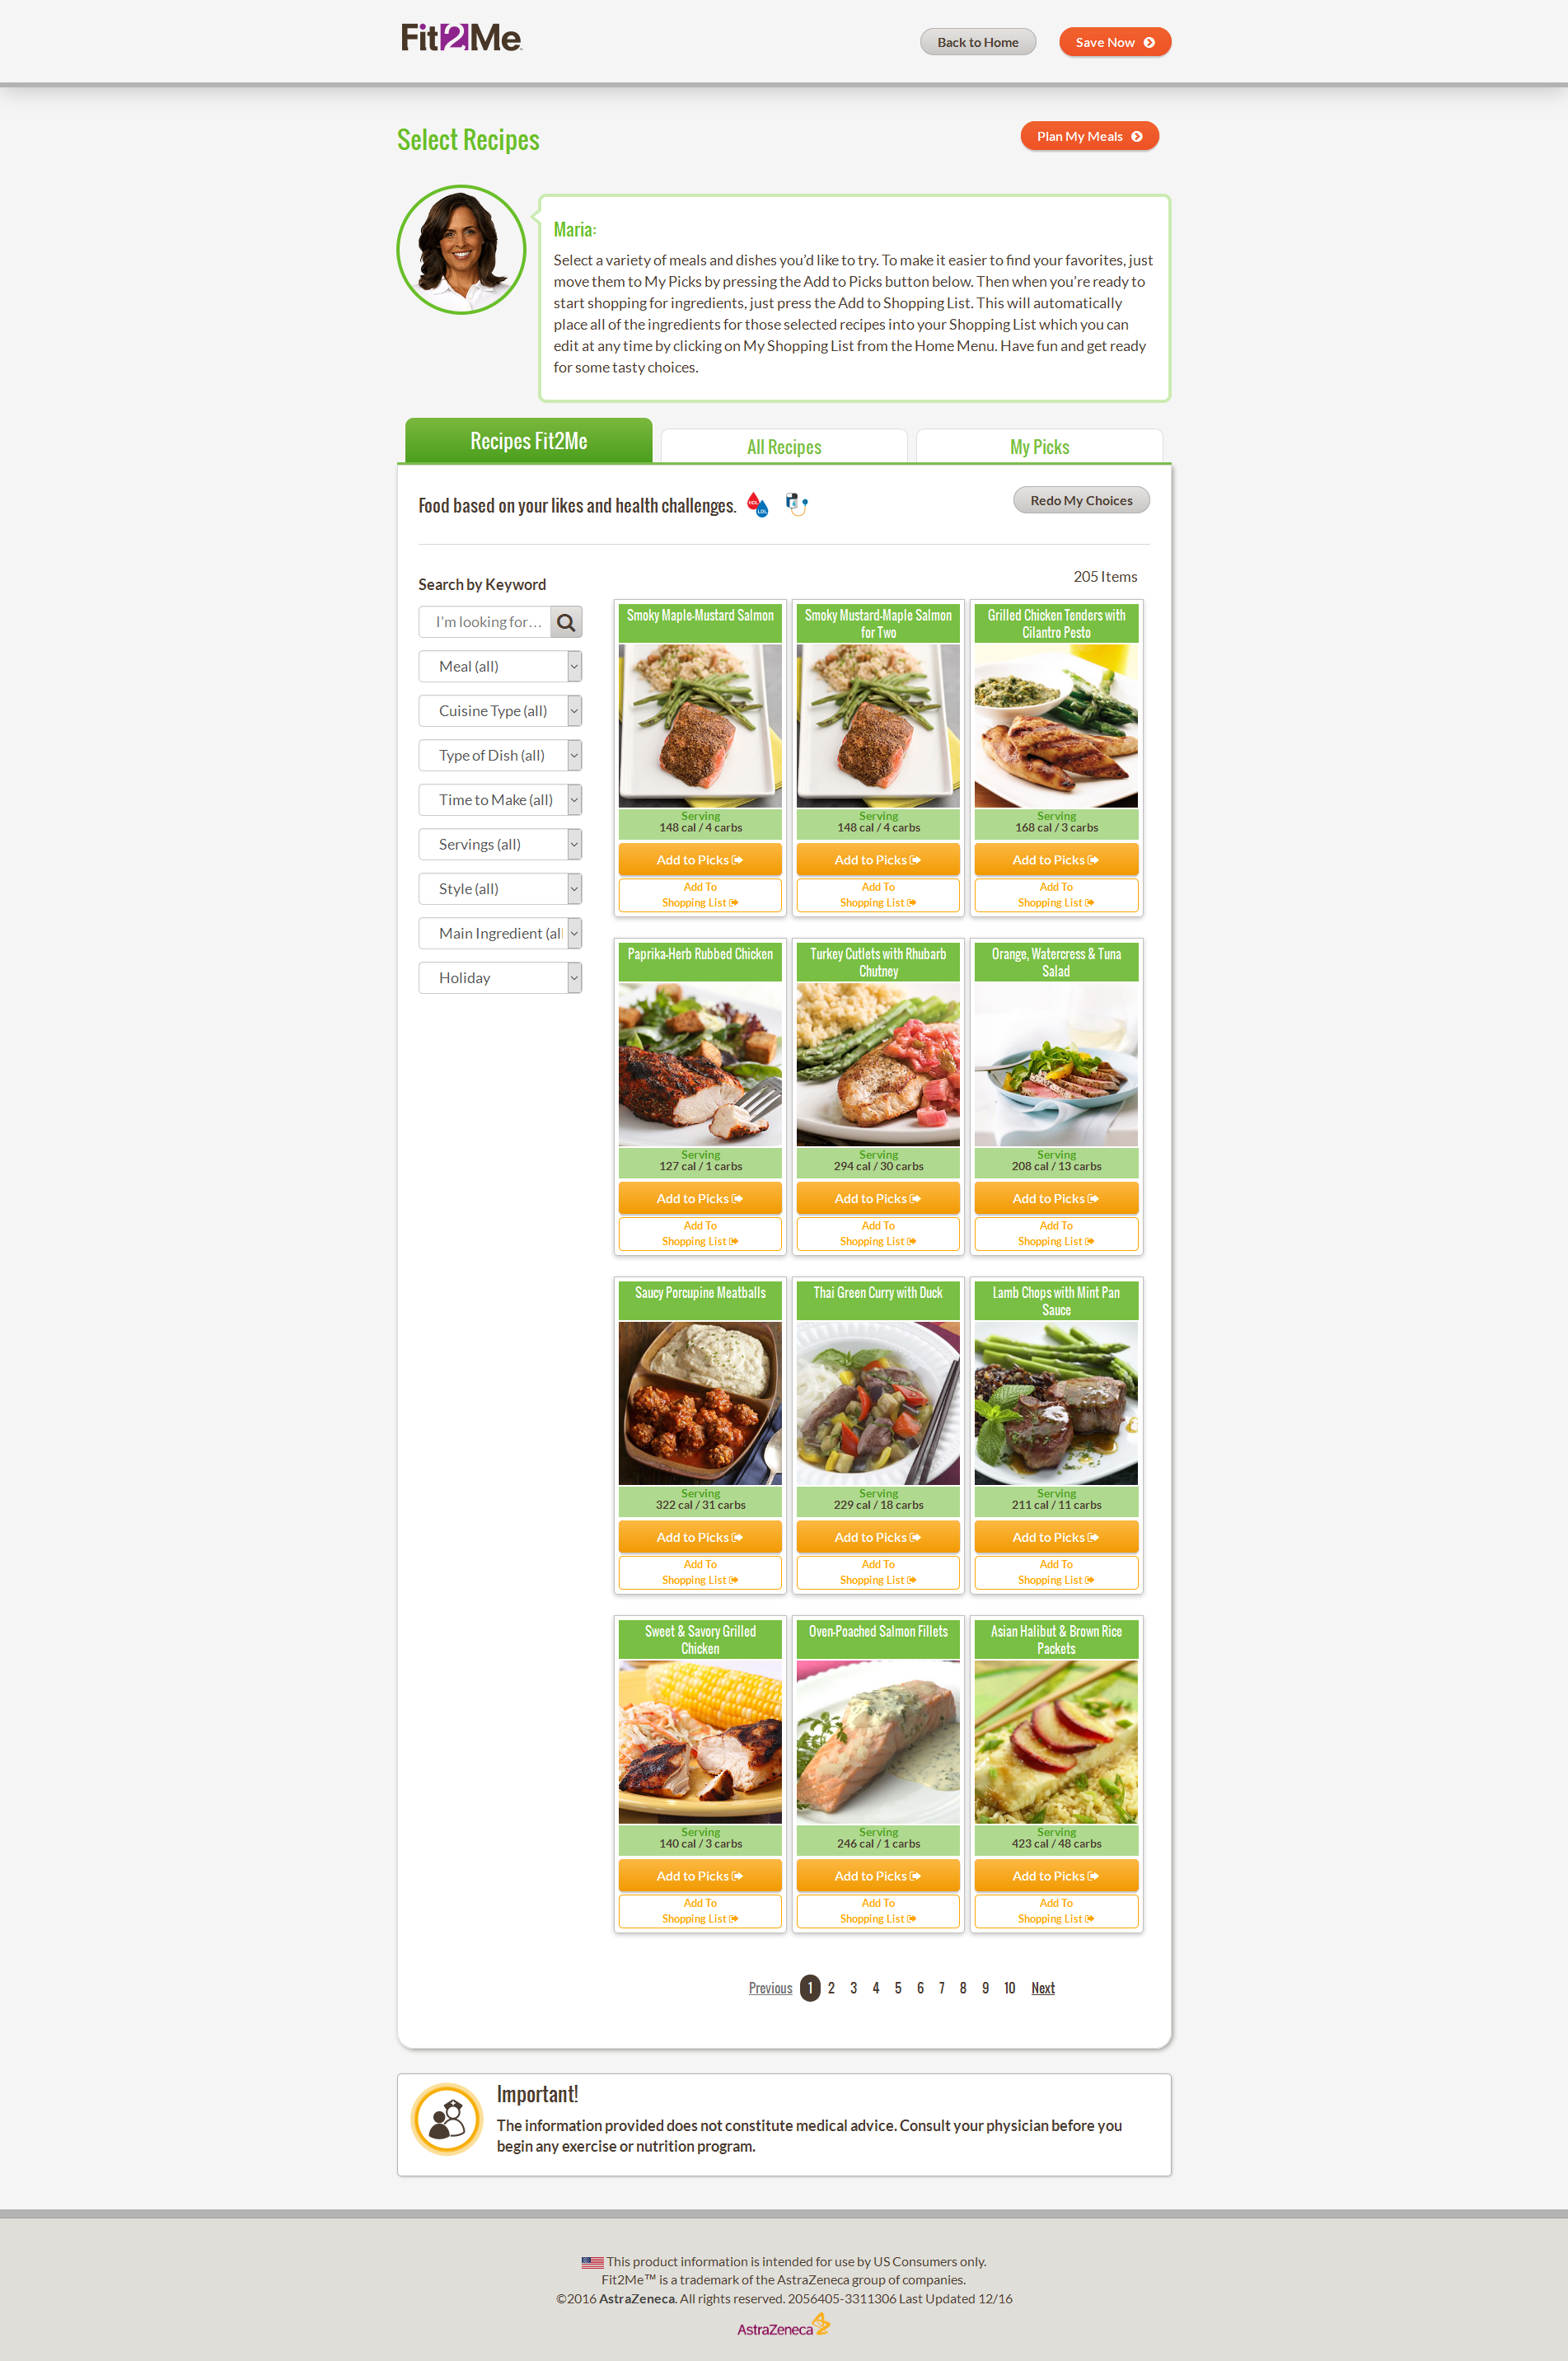 Fit2Me
Back to Home
Save Now
Select Recipes
Plan My Meals
Maria:
Select a variety of meals and dishes you’d like to try. To make it easier to find your favorites, just
move them to My Picks by pressing the Add to Picks button below. Then when you’re ready to
start shopping for ingredients, just press the Add to Shopping List. This will automatically
place all of the ingredients for those selected recipes into your Shopping List which you can
edit at any time by clicking on My Shopping List from the Home Menu. Have fun and get ready
for some tasty choices.
Recipes Fit2Me
All Recipes
My Picks
Food based on your likes and health challenges.
HDL
LDL
Redo My Choices
205 Items
Search by Keyword
I'm looking for…
Meal (all)
Cuisine Type (all)
Type of Dish (all)
Time to Make (all)
Servings (all)
Style (all)
Main Ingredient (all
Holiday
Smoky Maple-Mustard Salmon
Serving
148 cal / 4 carbs
Add to Picks
Add To
Shopping List
Smoky Mustard-Maple Salmon
for Two
Serving
148 cal / 4 carbs
Add to Picks
Add To
Shopping List
Grilled Chicken Tenders with
Cilantro Pesto
Serving
168 cal / 3 carbs
Add to Picks
Add To
Shopping List
Paprika-Herb Rubbed Chicken
Serving
127 cal / 1 carbs
Add to Picks
Add To
Shopping List
Turkey Cutlets with Rhubarb
Chutney
Serving
294 cal / 30 carbs
Add to Picks
Add To
Shopping List
Orange, Watercress & Tuna
Salad
Serving
208 cal / 13 carbs
Add to Picks
Add To
Shopping List
Saucy Porcupine Meatballs
Serving
322 cal / 31 carbs
Add to Picks
Add To
Shopping List
Thai Green Curry with Duck
Serving
229 cal / 18 carbs
Add to Picks
Add To
Shopping List
Lamb Chops with Mint Pan
Sauce
Serving
211 cal / 11 carbs
Add to Picks
Add To
Shopping List
Sweet & Savory Grilled
Chicken
Serving
140 cal / 3 carbs
Add to Picks
Add To
Shopping List
Oven-Poached Salmon Fillets
Serving
246 cal / 1 carbs
Add to Picks
Add To
Shopping List
Asian Halibut & Brown Rice
Packets
Serving
423 cal / 48 carbs
Add to Picks
Add To
Shopping List
Previous 1 2 3 4 5 6 7 8 9 10 Next
Important!
The information provided does not constitute medical advice. Consult your physician before you
begin any exercise or nutrition program.
This product information is intended for use by US Consumers only.
Fit2Me™ is a trademark of the AstraZeneca group of companies.
©2016 AstraZeneca. All rights reserved. 2056405-3311306 Last Updated 12/16
AstraZeneca